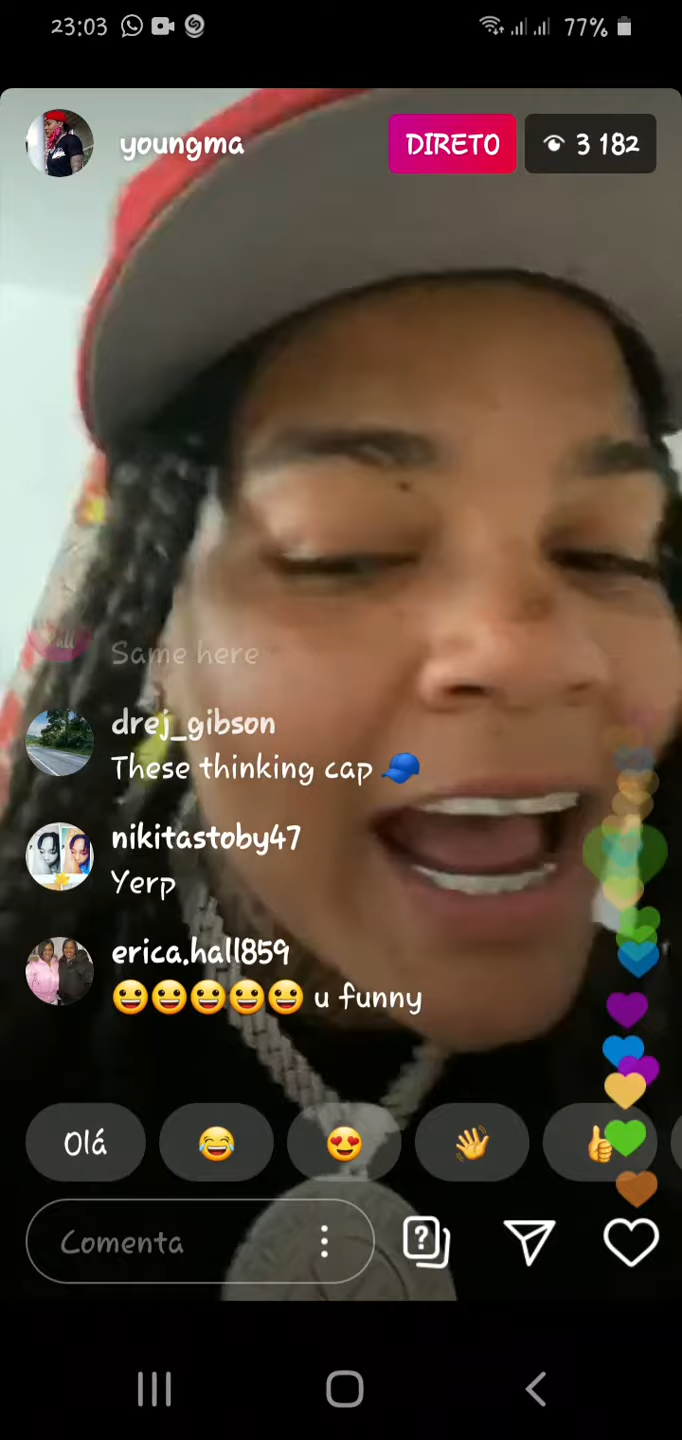 23:03
77%
youngma
DIRETO
3 182
Same here
drej_gibson
These thinking cap 🧢
nikitastoby47
Yerp
erica.hall859
😀😀😀😀😀 u funny
Olá
Comenta